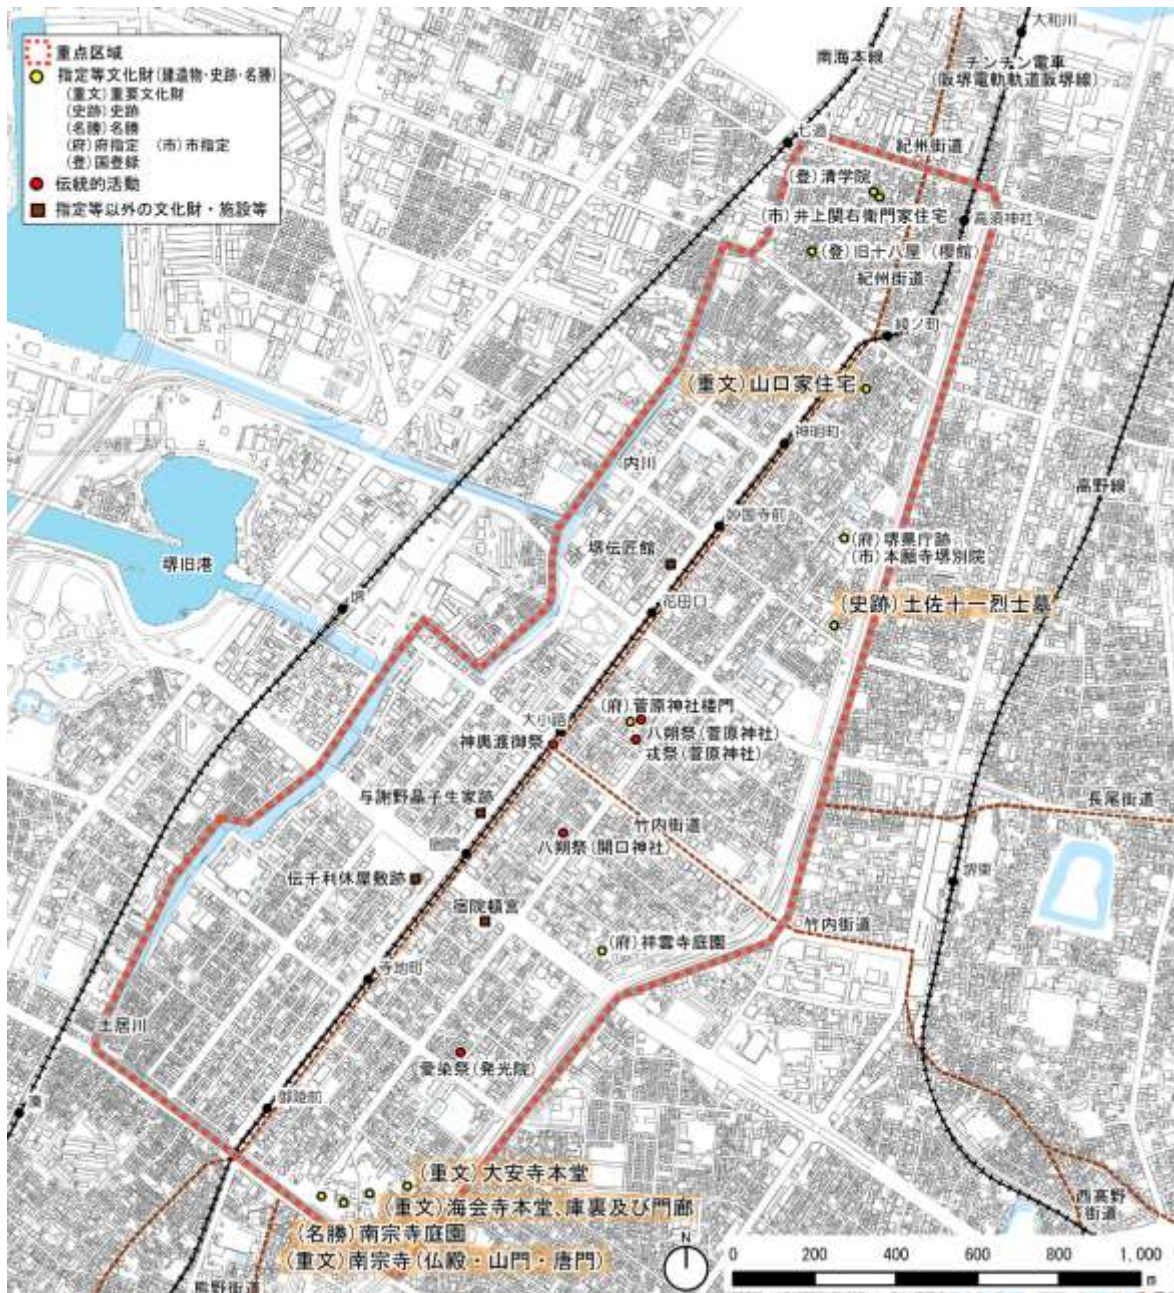 重点区域
指定等文化財(建造物・史跡・名勝)
(重文)重要文化財
(史跡)史跡
(名勝)名勝
(府)府指定 (市)市指定
(登)国登録
伝統的活動
指定等以外の文化財・施設等
大和川
南海本線
チンチン電車
(阪堺電軌軌道阪堺線)
七道
紀州街道
(登)清学院
(市)井上関右衛門家住宅
高須神社
(登)旧十八屋(櫻館)
紀州街道
綾ノ町
(重文)山口家住宅
神明町
内川
高野線
妙国寺前
(府)堺県庁跡
(市)本願寺堺別院
堺伝匠館
堺旧港
堺
花田口
(史跡)土佐十一烈士墓
(府)菅原神社楼門
大小路
八朔祭(菅原神社)
神輿渡御祭
戎祭(菅原神社)
与謝野晶子生家跡
長尾街道
竹内街道
八朔祭(開口神社)
宿院
堺東
伝千利休屋敷跡
宿院頓宮
竹内街道
(府)祥雲寺庭園
寺地町
土居川
愛染祭(発光院)
御陵前
湊
(重文)大安寺本堂
(重文)海会寺本堂、庫裏及び門廊
西高野
街道
(名勝)南宗寺庭園
(重文)南宗寺(仏殿・山門・唐門)
熊野街道
N
0 200 400 600 800 1,000
m